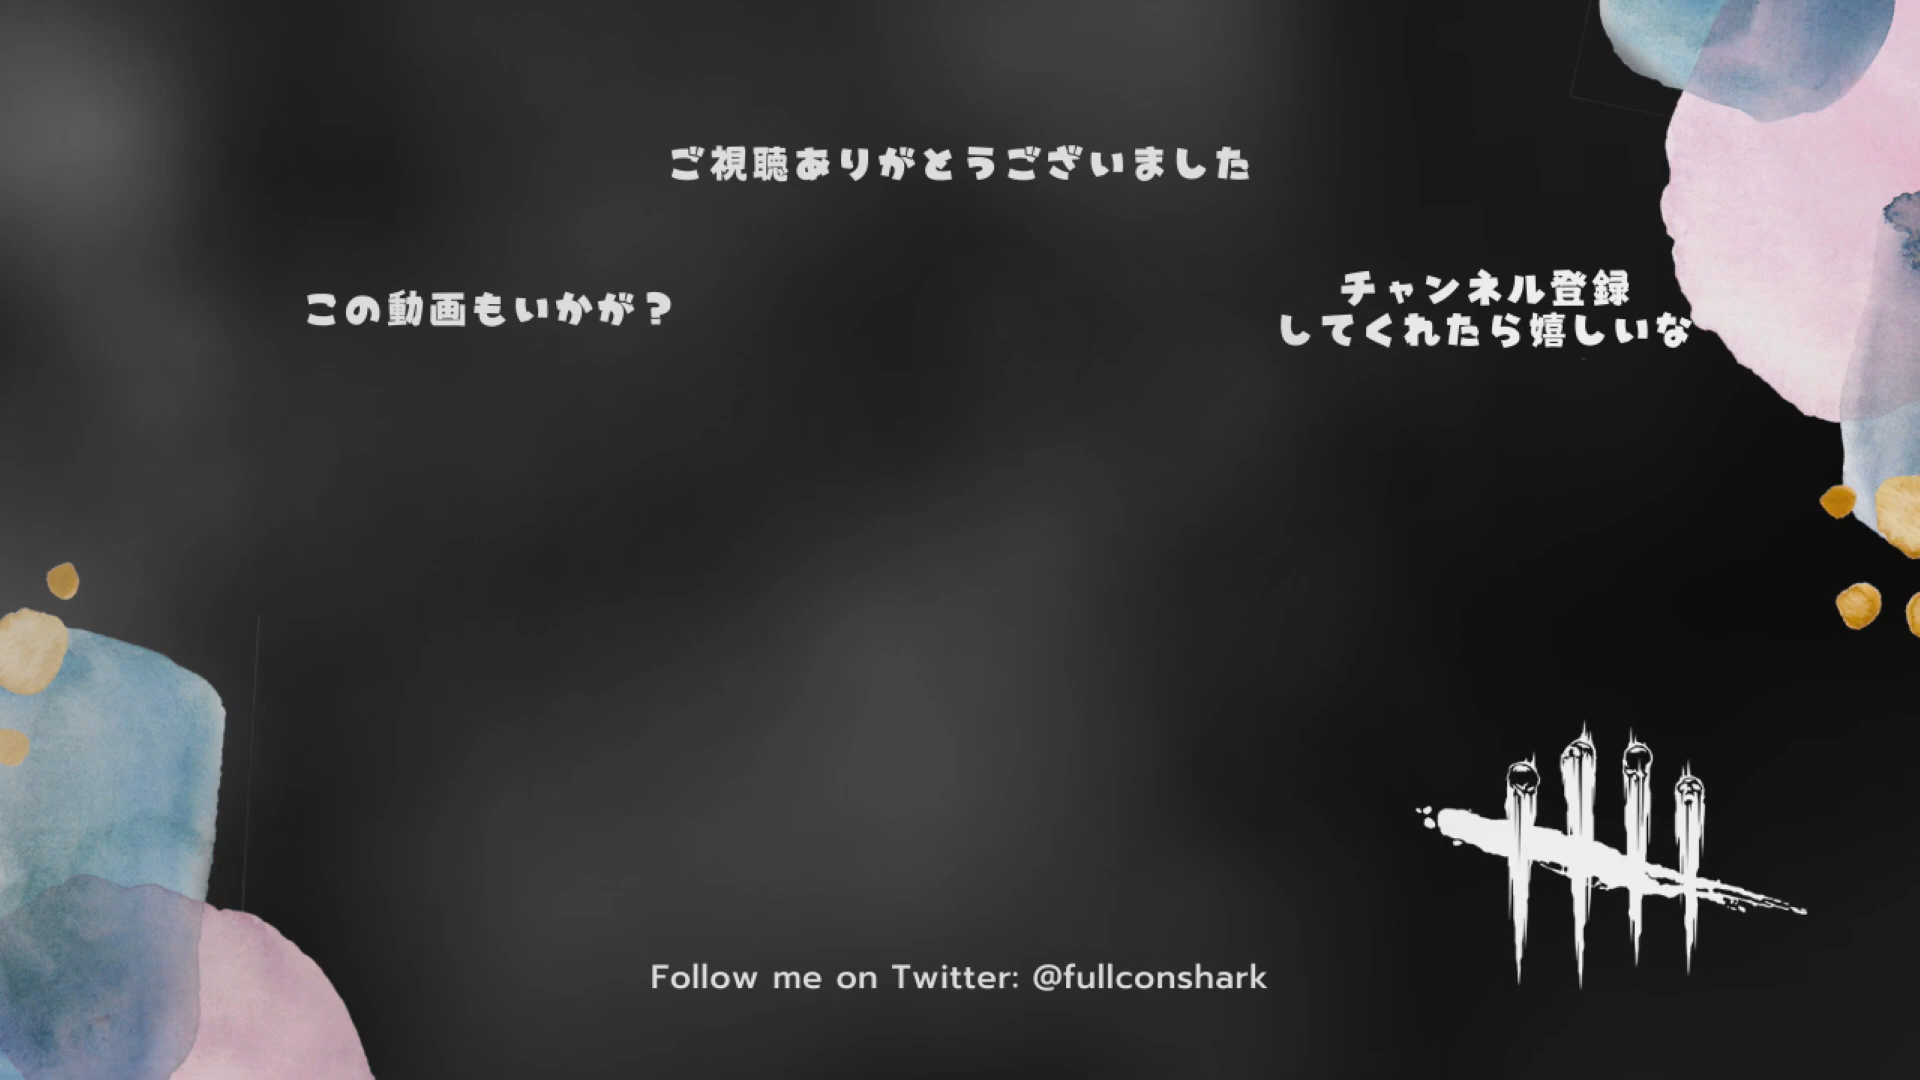 ご視聴ありがとうございました
この動画もいかが？
チャンネル登録
してくれたら嬉しいな
Follow me on Twitter: @fullconshark